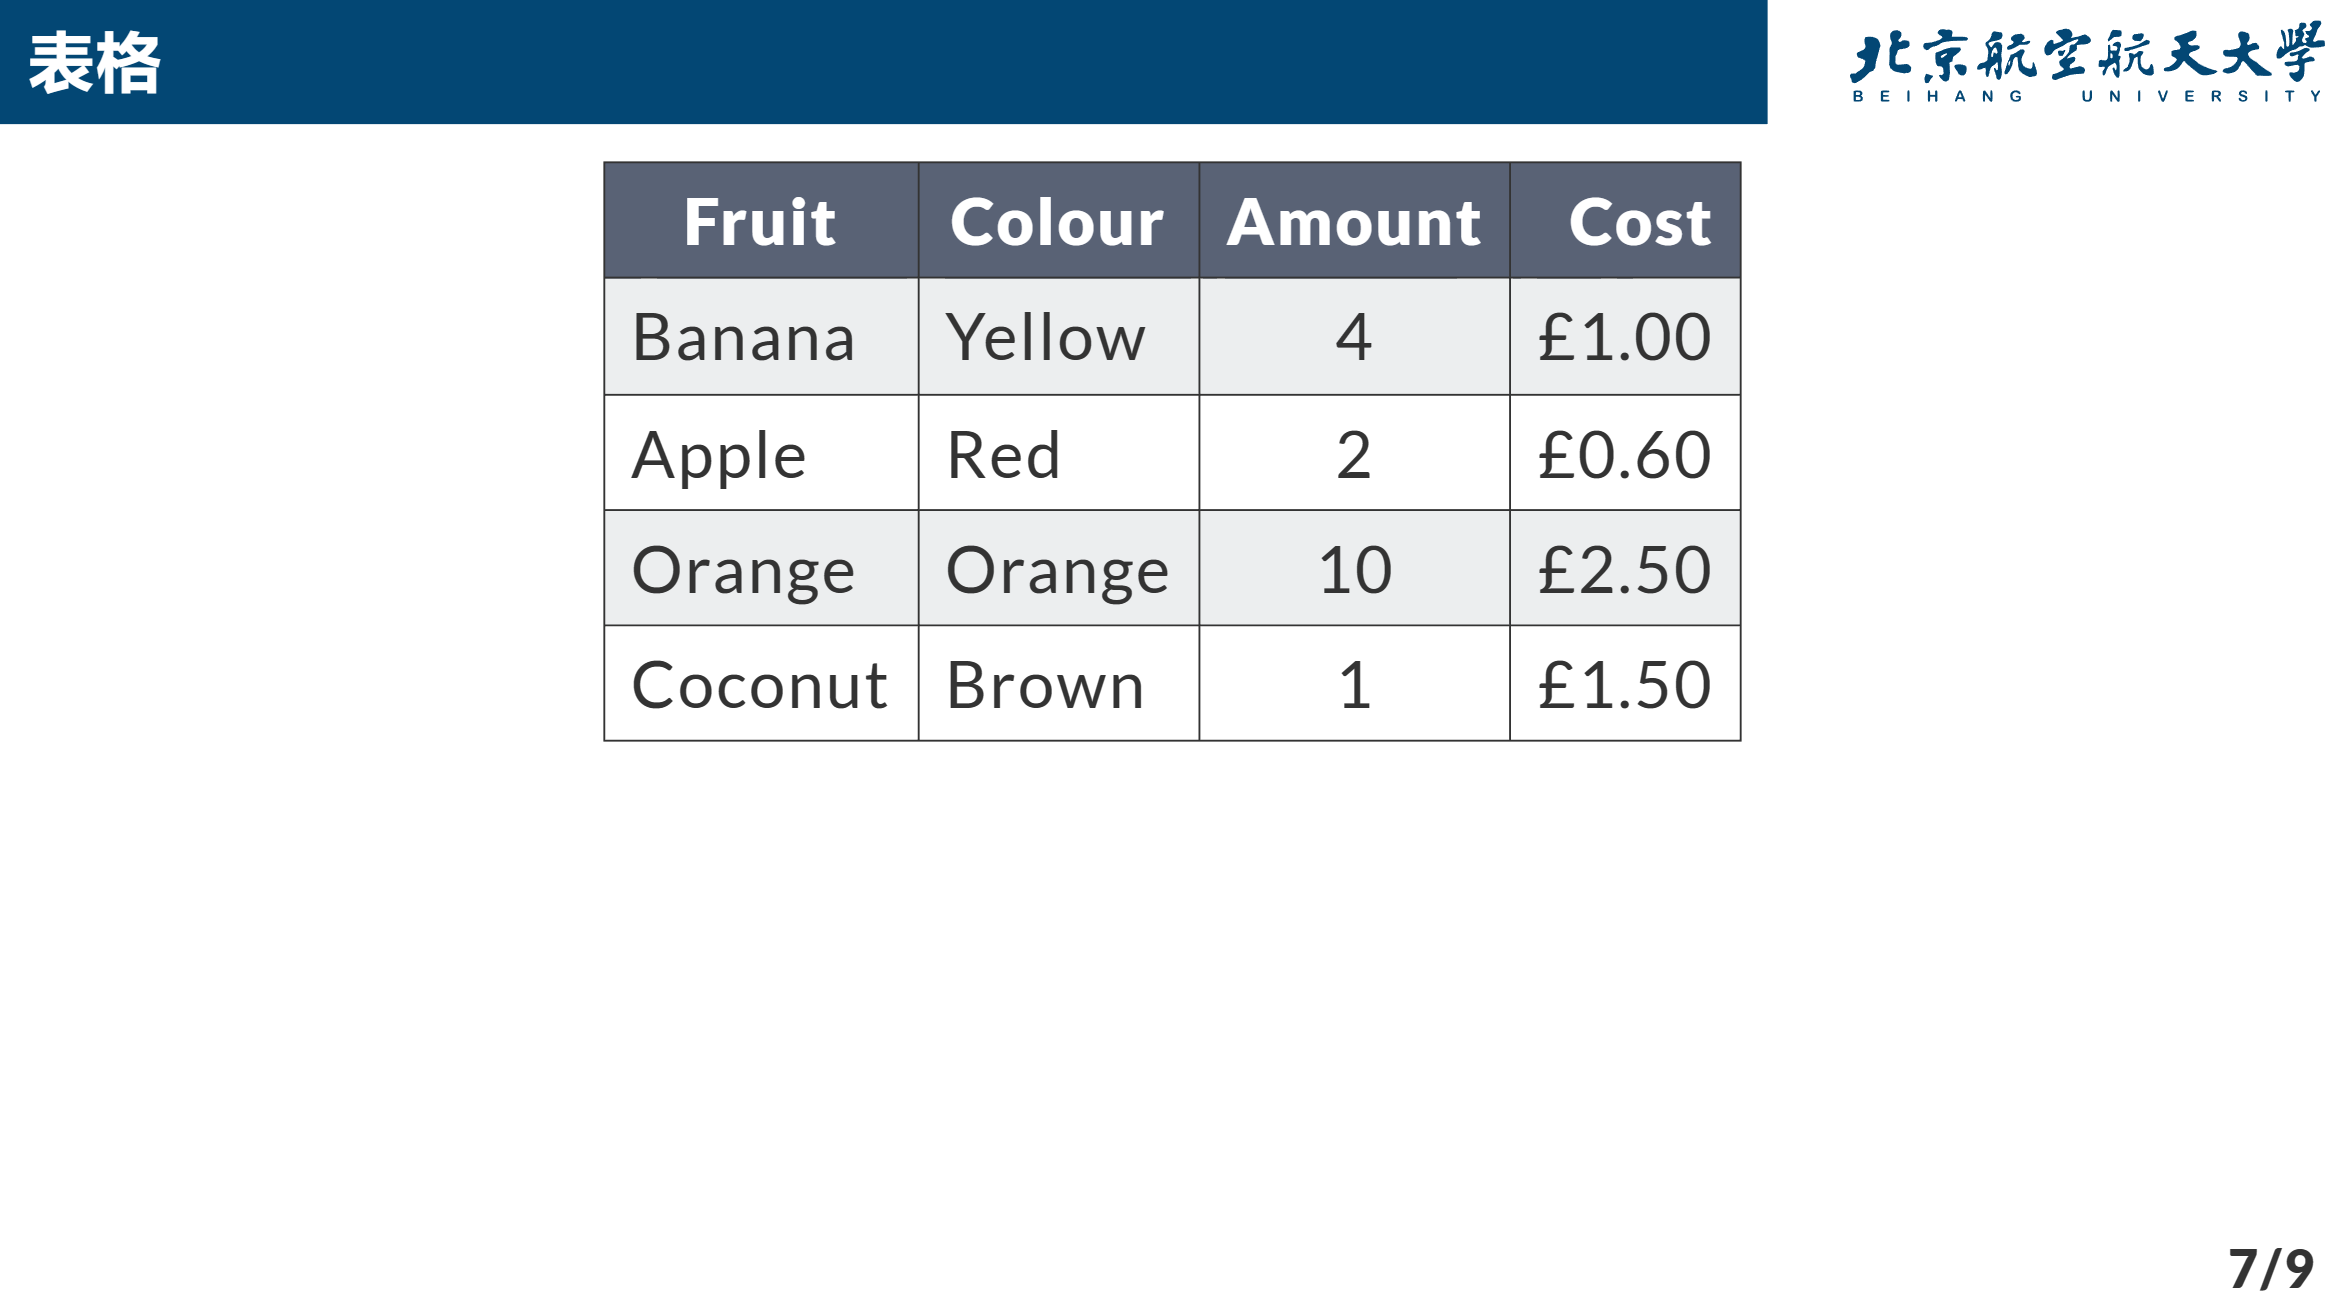 表格
北京航空航天大學
BEIHANG UNIVERSITY
Fruit Colour Amount Cost
Banana Yellow 4 £1.00
Apple Red 2 £0.60
Orange Orange 10 £2.50
Coconut Brown 1 £1.50
7/9